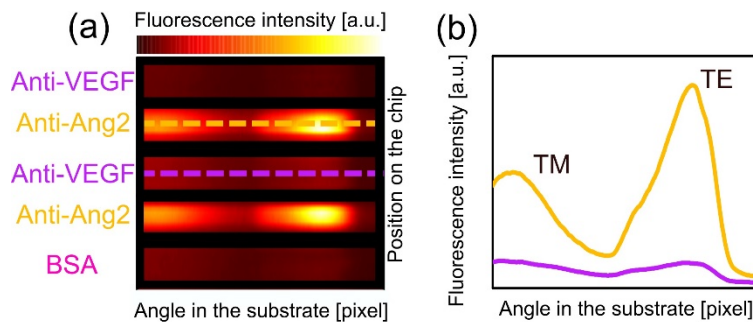 (a)
Fluorescence intensity [a.u.]
Anti-VEGF
Anti-Ang2
Anti-VEGF
Anti-Ang2
BSA
Position on the chip
Angle in the substrate [pixel]
(b)
Fluorescence intensity [a.u.]
TM
TE
Angle in the substrate [pixel]